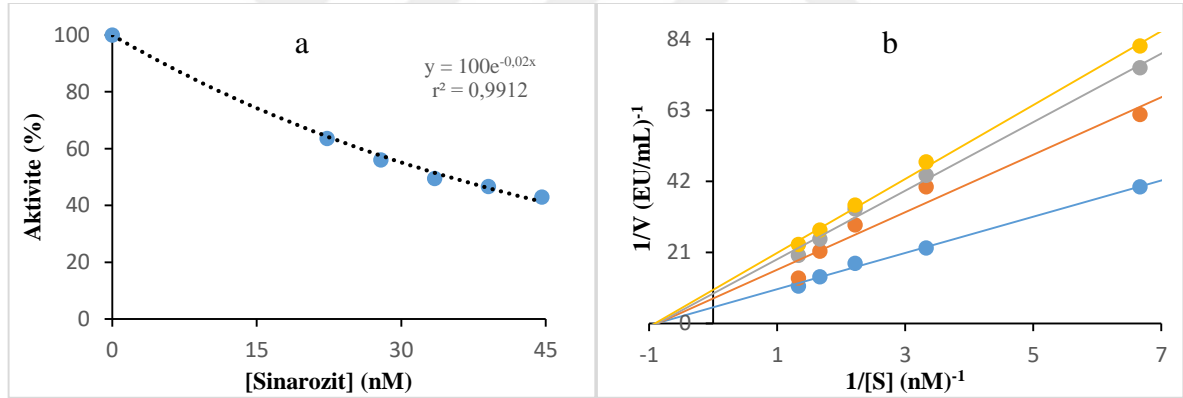 a
y = 100e^-0,02x
r² = 0,9912
Aktivite (%)
100
80
60
40
20
0
0 15 30 45
[Sinarozit] (nM)
b
1/V (EU/mL)^-1
84
63
42
21
0
-1 1 3 5 7
1/[S] (nM)^-1